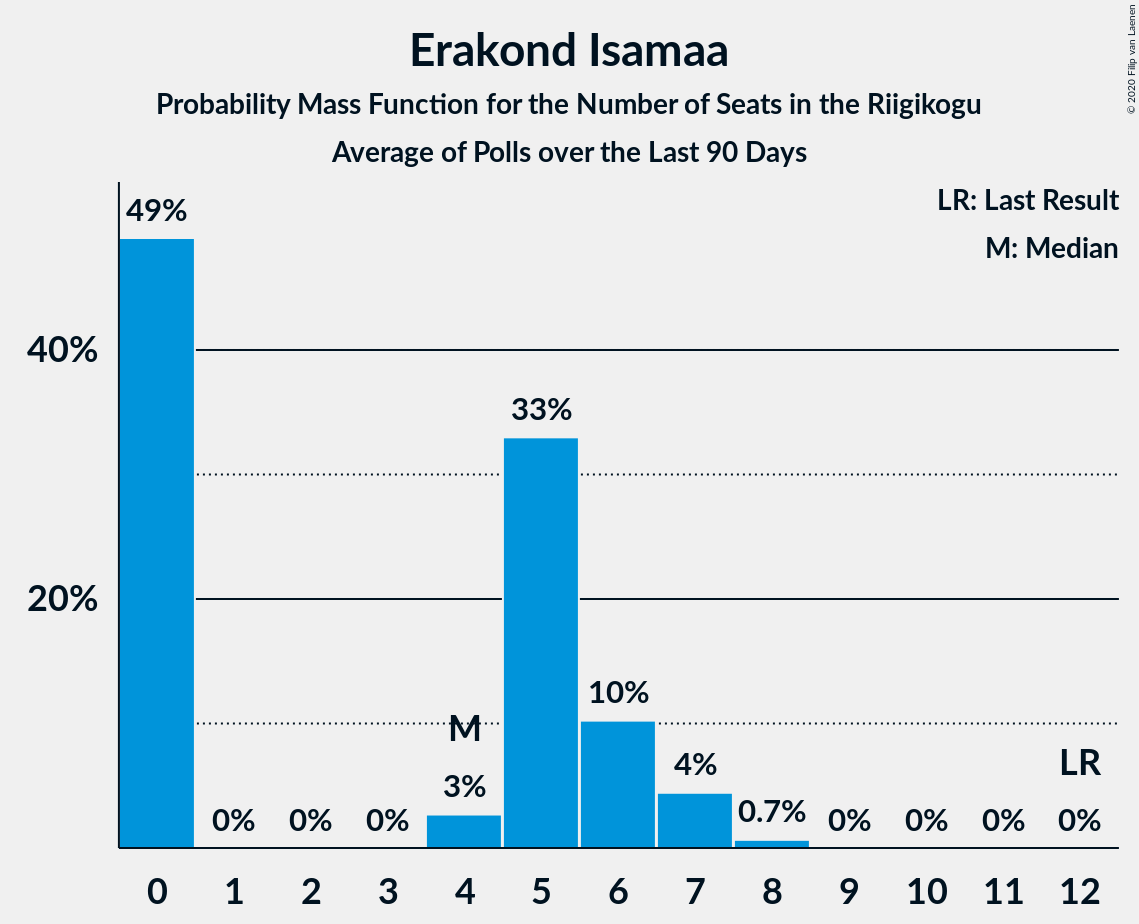 Erakond Isamaa
Probability Mass Function for the Number of Seats in the Riigikogu
Average of Polls over the Last 90 Days
© 2020 Filip van Laenen
LR: Last Result
M: Median
49%
40%
33%
20%
10%
M
4%
LR
3%
0.7%
0% 0% 0% 0% 0% 0% 0%
0 1 2 3 4 5 6 7 8 9 10 11 12